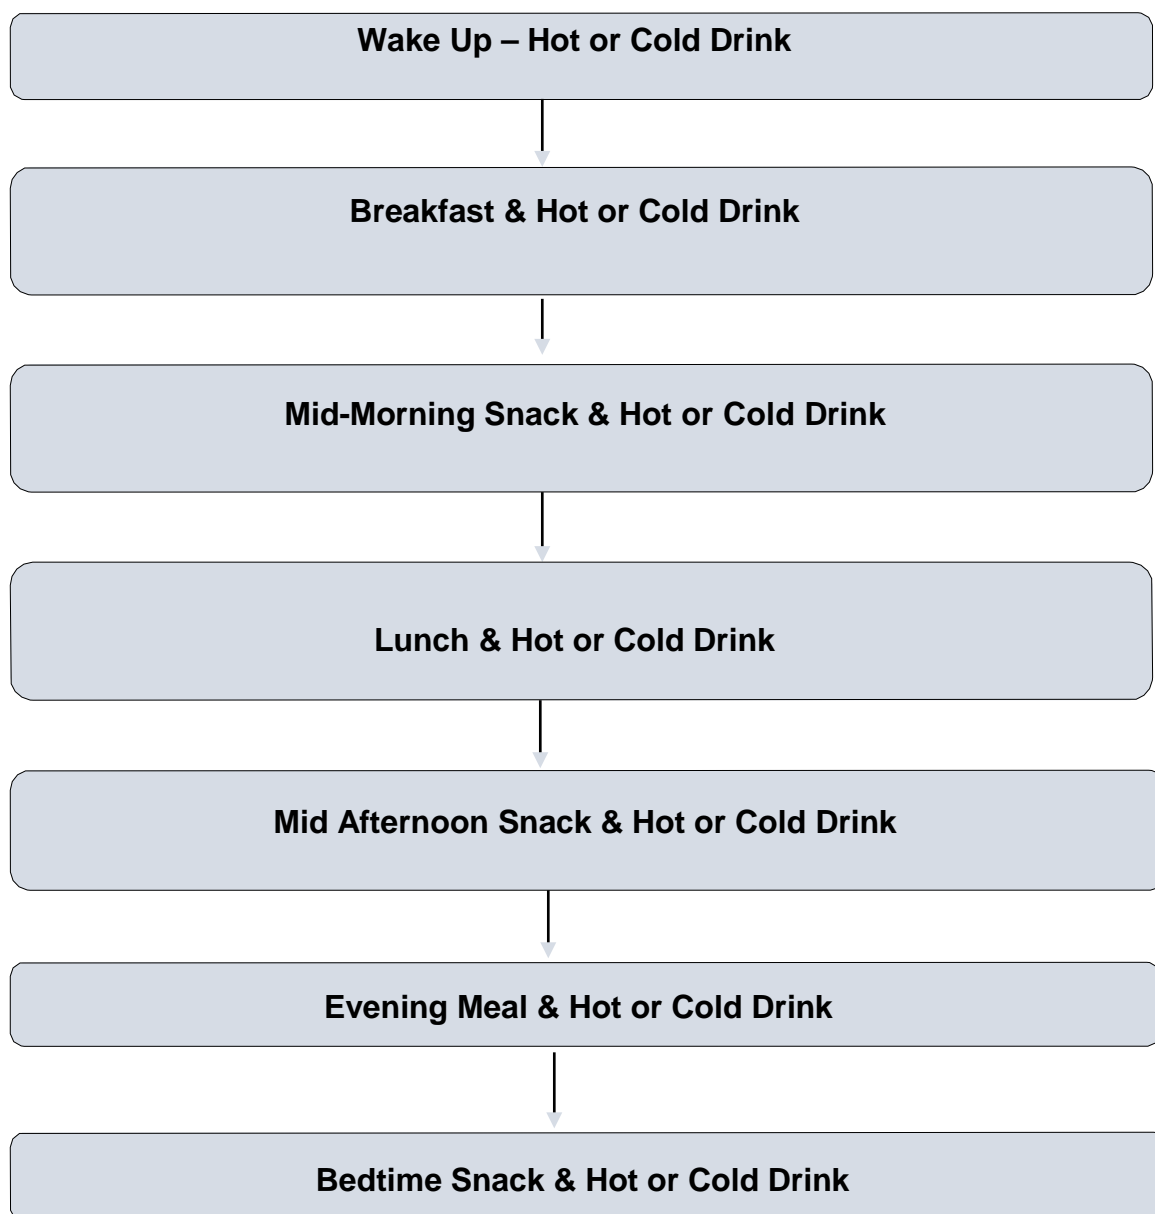 Wake Up – Hot or Cold Drink
Breakfast & Hot or Cold Drink
Mid-Morning Snack & Hot or Cold Drink
Lunch & Hot or Cold Drink
Mid Afternoon Snack & Hot or Cold Drink
Evening Meal & Hot or Cold Drink
Bedtime Snack & Hot or Cold Drink